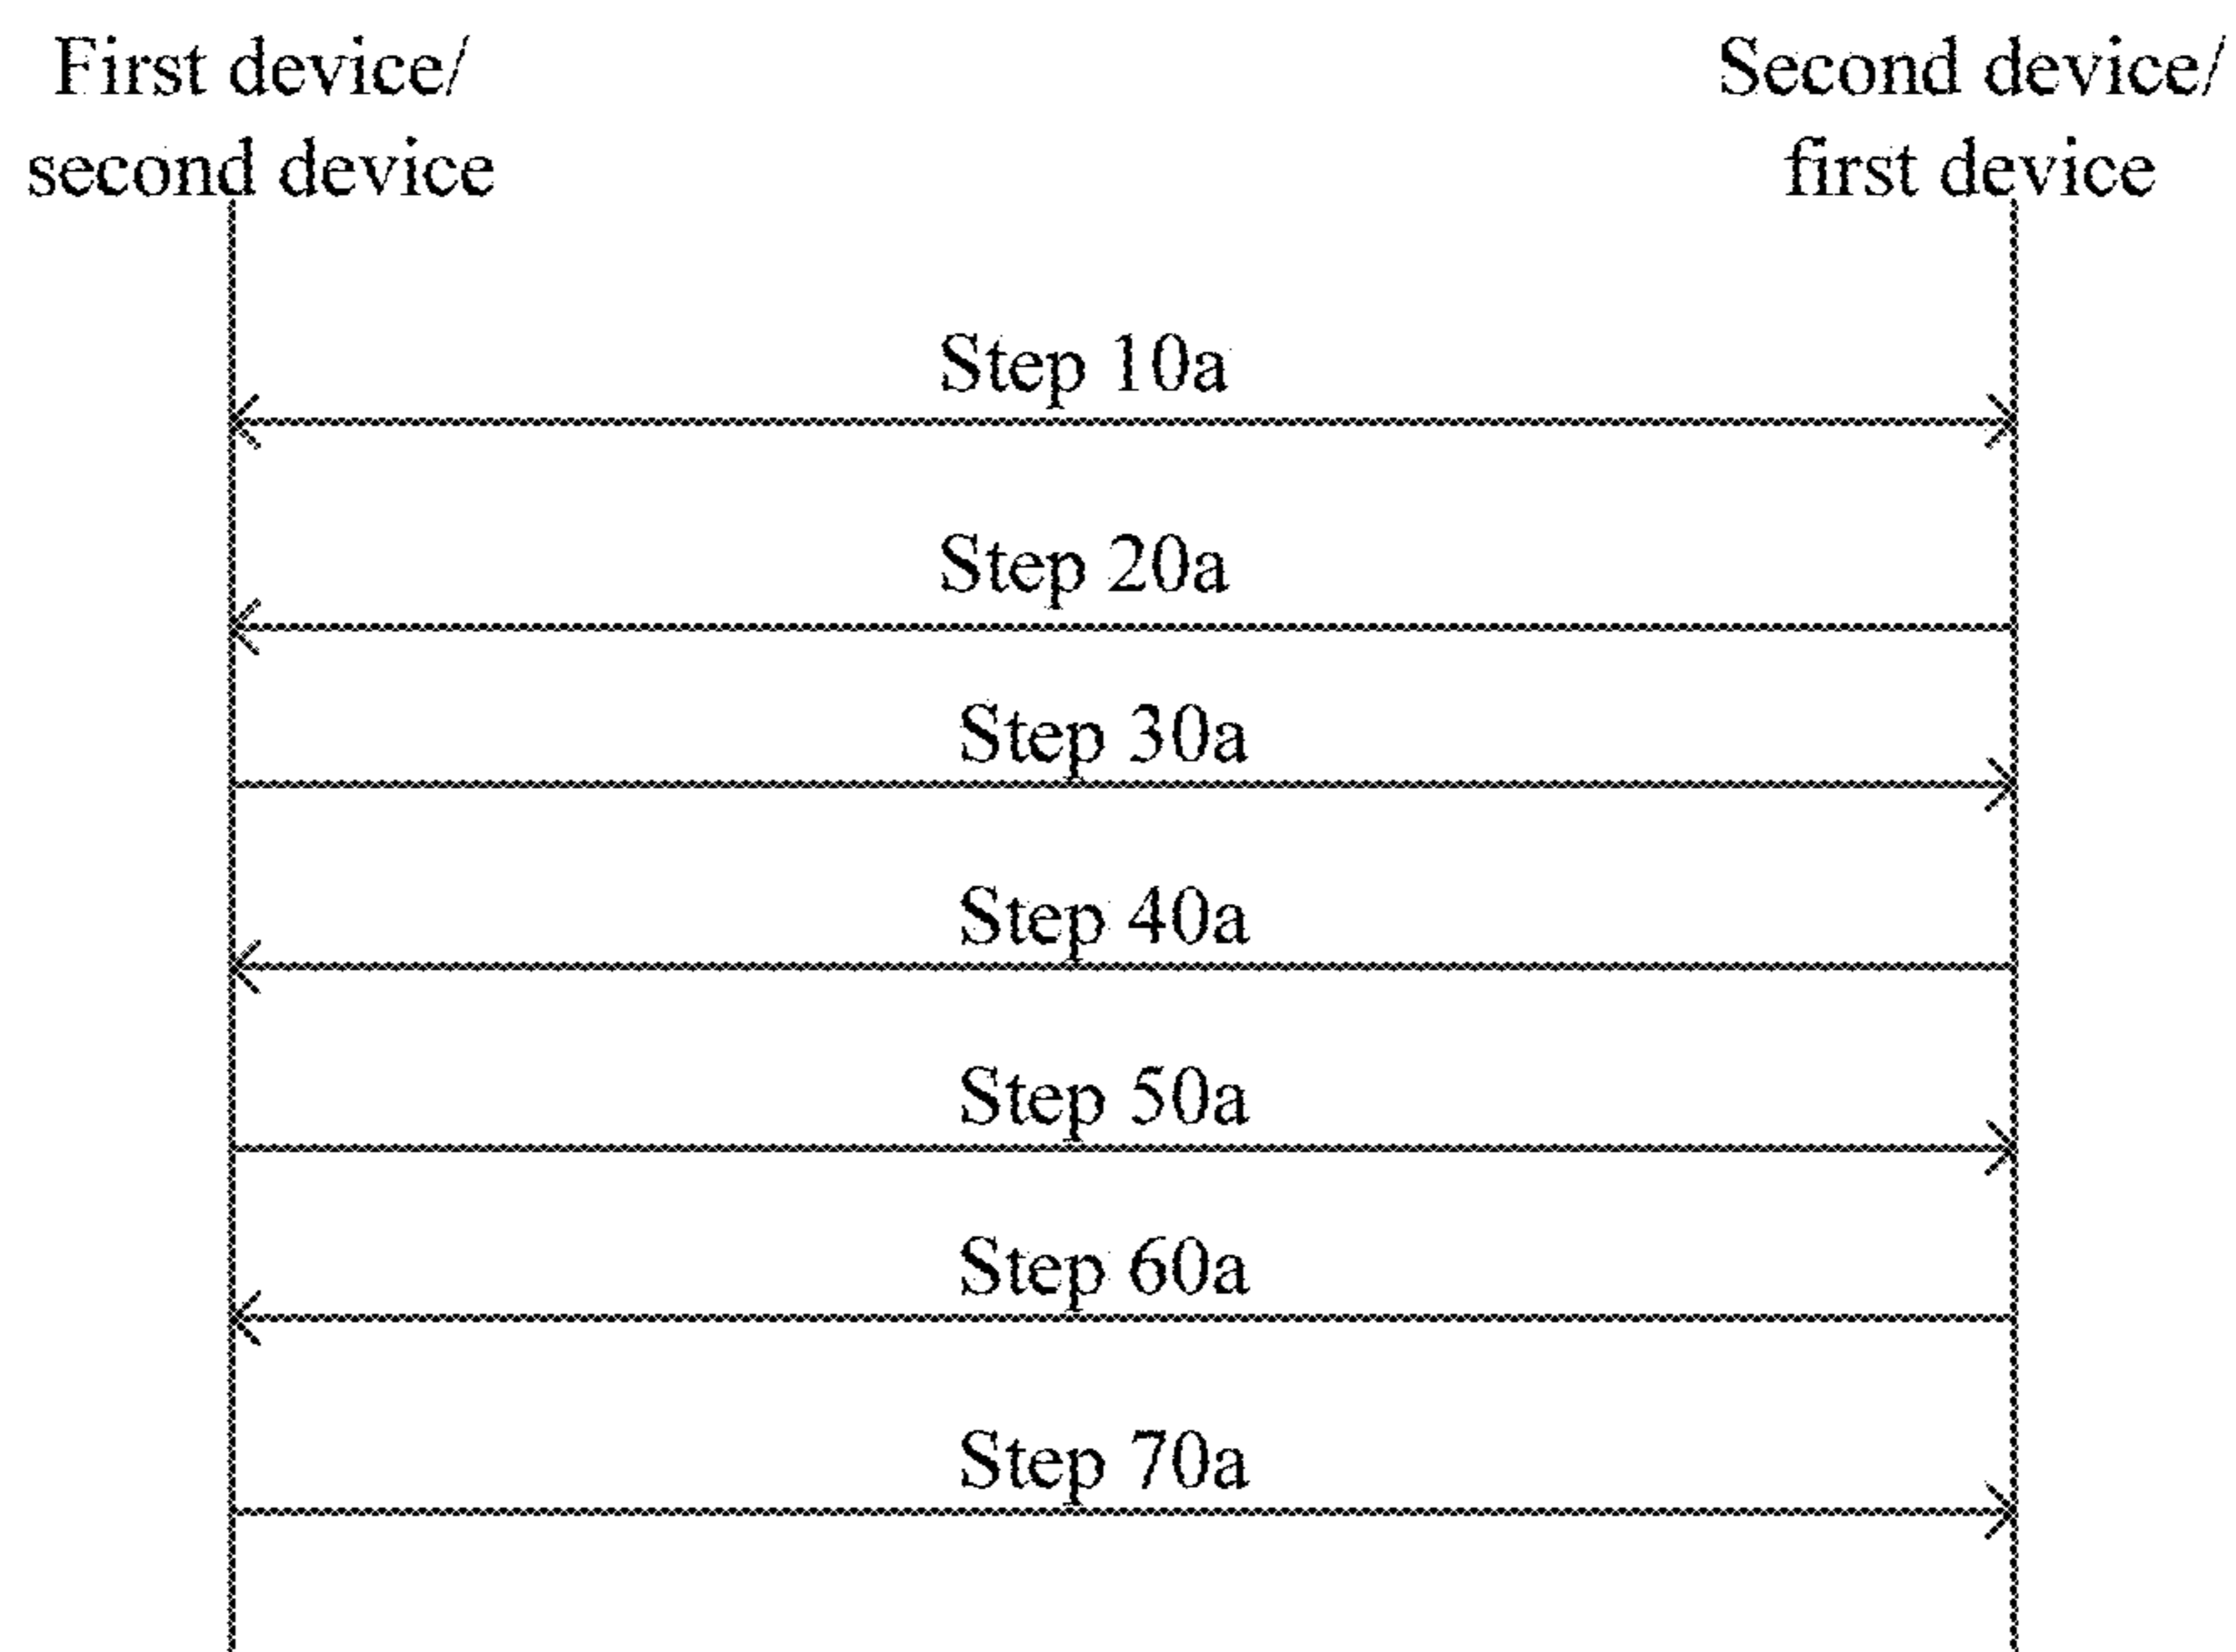 First device/
second device
Second device/
first device
Step 10a
Step 20a
Step 30a
Step 40a
Step 50a
Step 60a
Step 70a